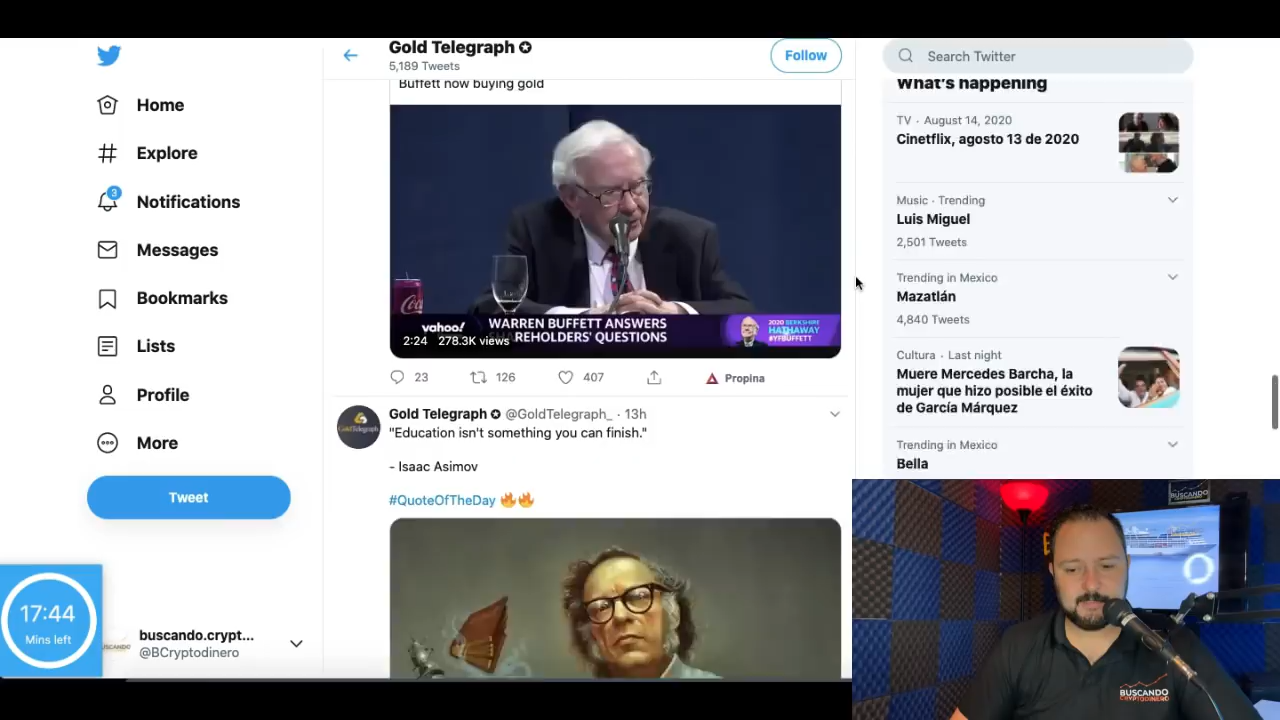 Home
Explore
3
Notifications
Messages
Bookmarks
Lists
Profile
More
Tweet
17:44
Mins left
buscando.crypt...
@BCryptodinero
Gold Telegraph
5,189 Tweets
Follow
Buffett now buying gold
Coca
yahoo!
WARREN BUFFETT ANSWERS
REHOLDERS' QUESTIONS
2020 BERKSHIRE
HATHAWAY
#YFBUFFETT
2:24 278.3K views
23
126
407
Propina
Gold Telegraph @GoldTelegraph_ · 13h
"Education isn't something you can finish."
- Isaac Asimov
#QuoteOfTheDay
Search Twitter
What's happening
TV · August 14, 2020
Cinetflix, agosto 13 de 2020
Music · Trending
Luis Miguel
2,501 Tweets
Trending in Mexico
Mazatlán
4,840 Tweets
Cultura · Last night
Muere Mercedes Barcha, la
mujer que hizo posible el éxito
de García Márquez
Trending in Mexico
Bella
BUSCANDO
BUSCANDO
CRYPTODINERO